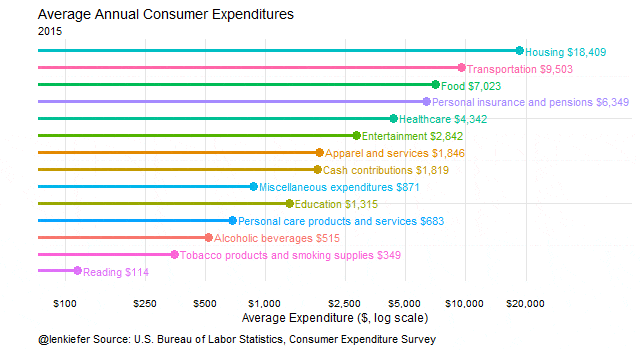 Average Annual Consumer Expenditures
2015
Housing $18,409
Transportation $9,503
Food $7,023
Personal insurance and pensions $6,349
Healthcare $4,342
Entertainment $2,842
Apparel and services $1,846
Cash contributions $1,819
Miscellaneous expenditures $871
Education $1,315
Personal care products and services $683
Alcoholic beverages $515
Tobacco products and smoking supplies $349
Reading $114
$100 $250 $500 $1,000 $2,500 $5,000 $10,000 $20,000
Average Expenditure ($, log scale)
@lenkiefer Source: U.S. Bureau of Labor Statistics, Consumer Expenditure Survey